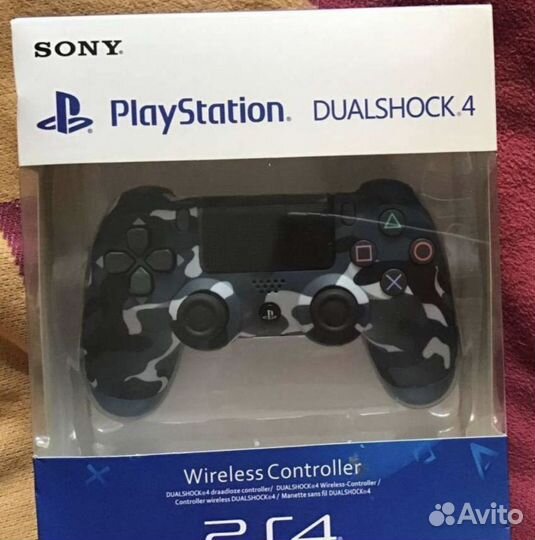 SONY
PlayStation® DUALSHOCK®4
Wireless Controller
DUALSHOCK®4 draadloze controller/ DUALSHOCK®4 Wireless-Controller/
Controller wireless DUALSHOCK®4/ Manette sans fil DUALSHOCK®4
PS4
Avito